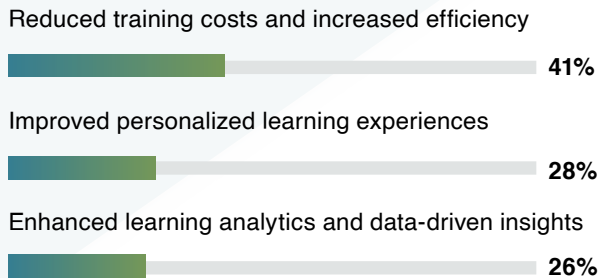 Reduced training costs and increased efficiency
41%
Improved personalized learning experiences
28%
Enhanced learning analytics and data-driven insights
26%